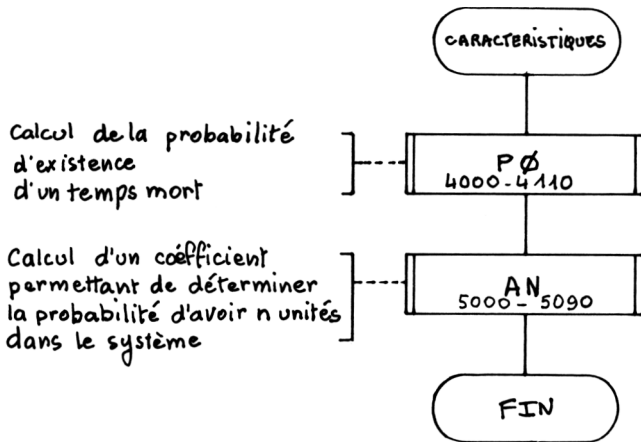 CARACTERISTIQUES
Calcul de la probabilité
d'existence
d'un temps mort
PØ
4000-4110
Calcul d'un coéfficient
permettant de déterminer
la probabilité d'avoir n unités
dans le système
AN
5000-5090
FIN